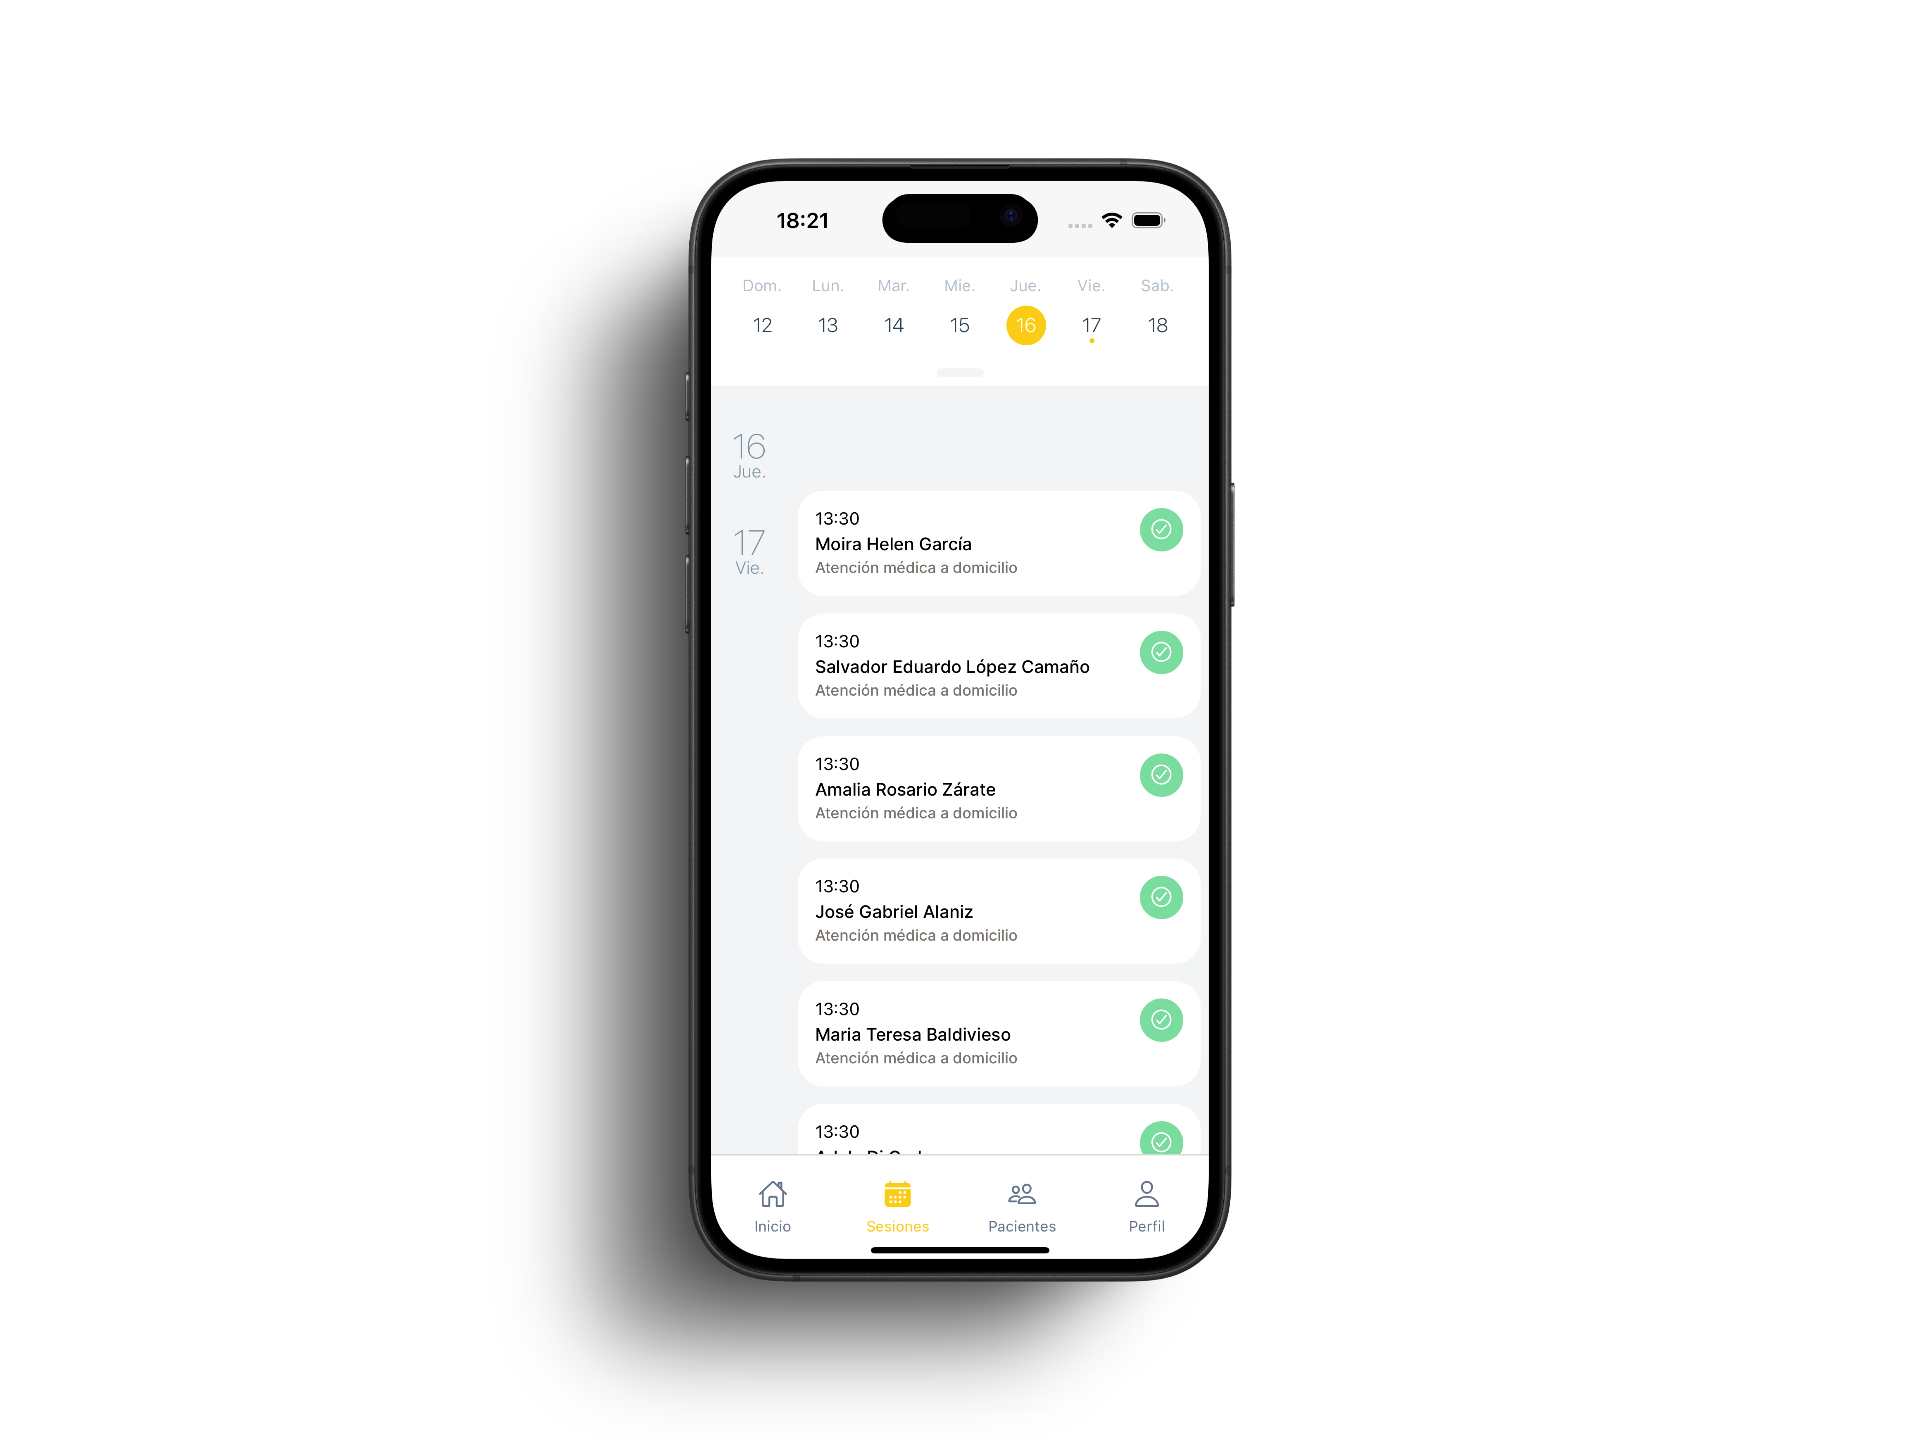 18:21
Dom. Lun. Mar. Mie. Jue. Vie. Sab.
12 13 14 15 16 17 18
16
Jue.
17
Vie.
13:30
Moira Helen García
Atención médica a domicilio
13:30
Salvador Eduardo López Camaño
Atención médica a domicilio
13:30
Amalia Rosario Zárate
Atención médica a domicilio
13:30
José Gabriel Alaniz
Atención médica a domicilio
13:30
Maria Teresa Baldivieso
Atención médica a domicilio
13:30
Inicio Sesiones Pacientes Perfil